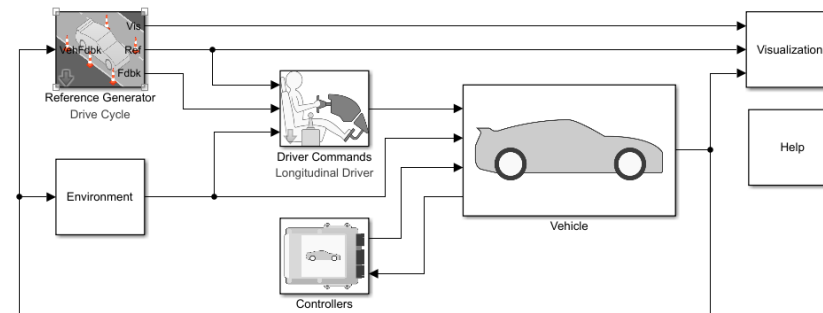 Vis
VehFdbk Ref
Fdbk
Reference Generator
Drive Cycle
Visualization
Driver Commands
Longitudinal Driver
Help
Environment
Vehicle
Controllers